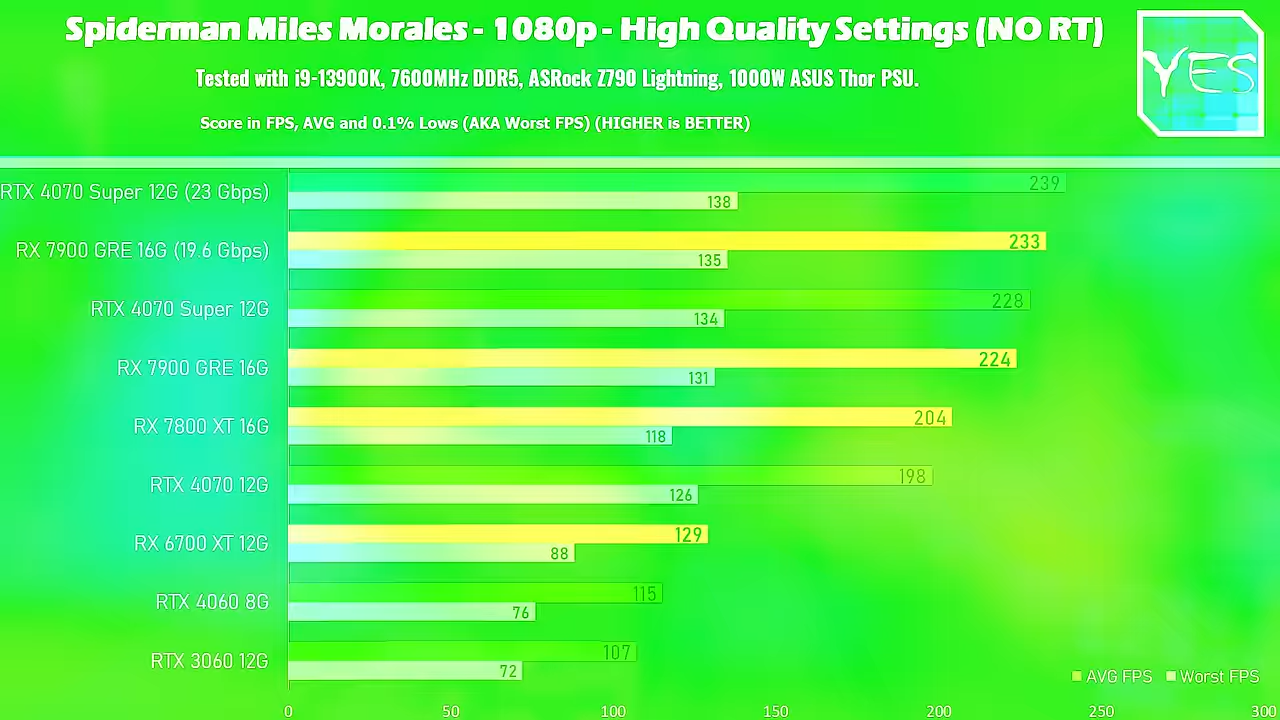 Spiderman Miles Morales - 1080p - High Quality Settings (NO RT)
YES
Tested with i9-13900K, 7600MHz DDR5, ASRock Z790 Lightning, 1000W ASUS Thor PSU.
Score in FPS, AVG and 0.1% Lows (AKA Worst FPS) (HIGHER is BETTER)
RTX 4070 Super 12G (23 Gbps) 239
138
RX 7900 GRE 16G (19.6 Gbps) 233
135
RTX 4070 Super 12G 228
134
RX 7900 GRE 16G 224
131
RX 7800 XT 16G 204
118
RTX 4070 12G 198
126
RX 6700 XT 12G 129
88
RTX 4060 8G 115
76
RTX 3060 12G 107
72
AVG FPS Worst FPS
0 50 100 150 200 250 300